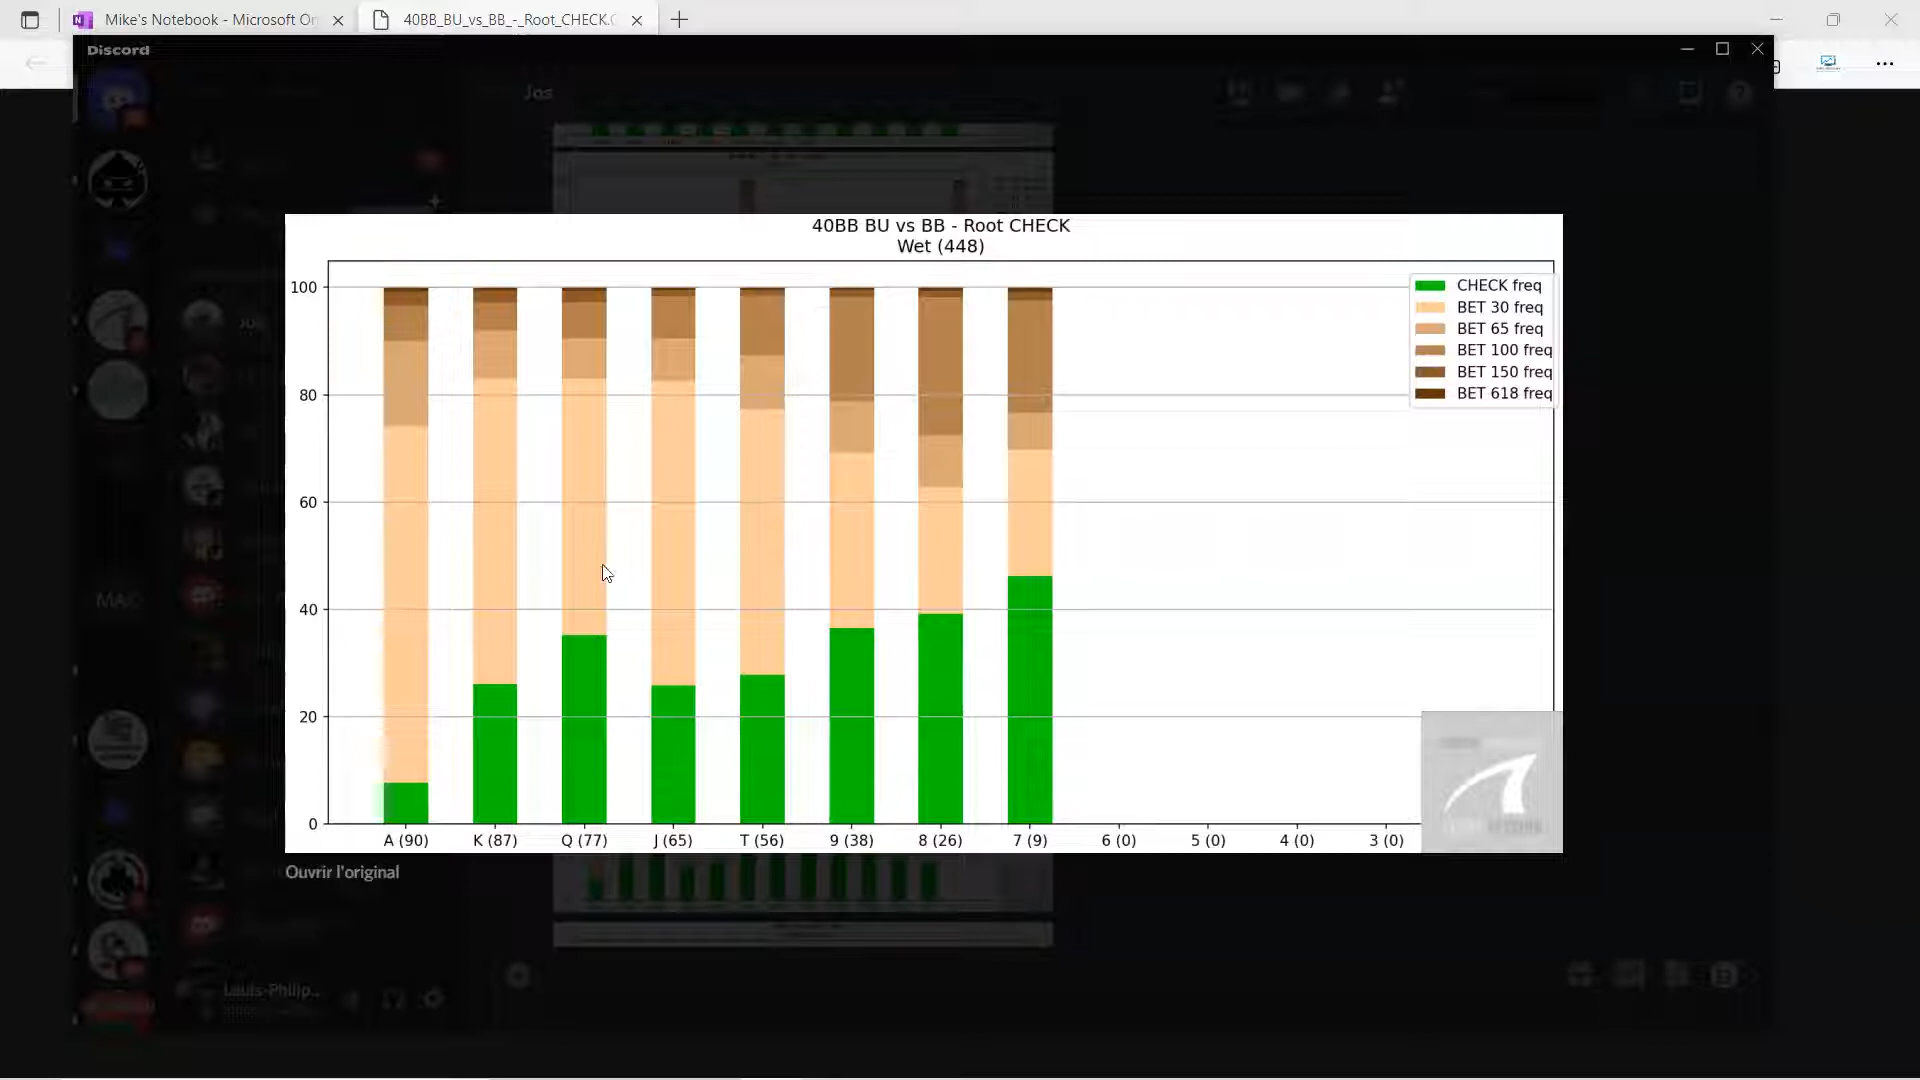 Mike's Notebook - Microsoft On
40BB_BU_vs_BB_-_Root_CHECK.C
Discord
Jos
40BB BU vs BB - Root CHECK
Wet (448)
100
80
60
40
20
0
CHECK freq
BET 30 freq
BET 65 freq
BET 100 freq
BET 150 freq
BET 618 freq
A (90) K (87) Q (77) J (65) T (56) 9 (38) 8 (26) 7 (9) 6 (0) 5 (0) 4 (0) 3 (0)
Ouvrir l'original
Louis-Philip...